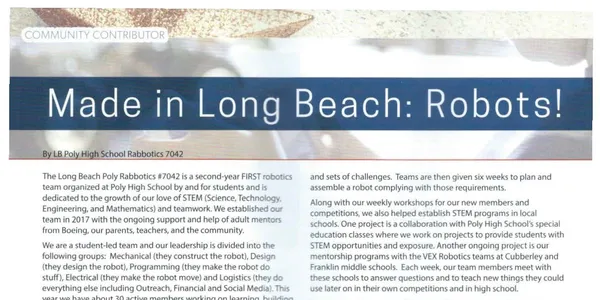 COMMUNITY CONTRIBUTOR
Made in Long Beach: Robots!
By LB Poly High School Rabbotics 7042
The Long Beach Poly Rabbotics #7042 is a second-year FIRST robotics
team organized at Poly High School by and for students and is
dedicated to the growth of our love of STEM (Science, Technology,
Engineering, and Mathematics) and teamwork. We established our
team in 2017 with the ongoing support and help of adult mentors
from Boeing, our parents, teachers, and the community.
We are a student-led team and our leadership is divided into the
following groups: Mechanical (they construct the robot), Design
(they design the robot), Programming (they make the robot do
stuff), Electrical (they make the robot move) and Logistics (they do
everything else including Outreach, Financial and Social Media). This
year we have about 30 active members working on learning, building
and sets of challenges. Teams are then given six weeks to plan and
assemble a robot complying with those requirements.
Along with our weekly workshops for our new members and
competitions, we also helped establish STEM programs in local
schools. One project is a collaboration with Poly High School's special
education classes where we work on projects to provide students with
STEM opportunities and exposure. Another ongoing project is our
mentorship programs with the VEX Robotics teams at Cubberley and
Franklin middle schools. Each week, our team members meet with
these schools to answer questions and to teach new things they could
use later on in their own competitions and in high school.